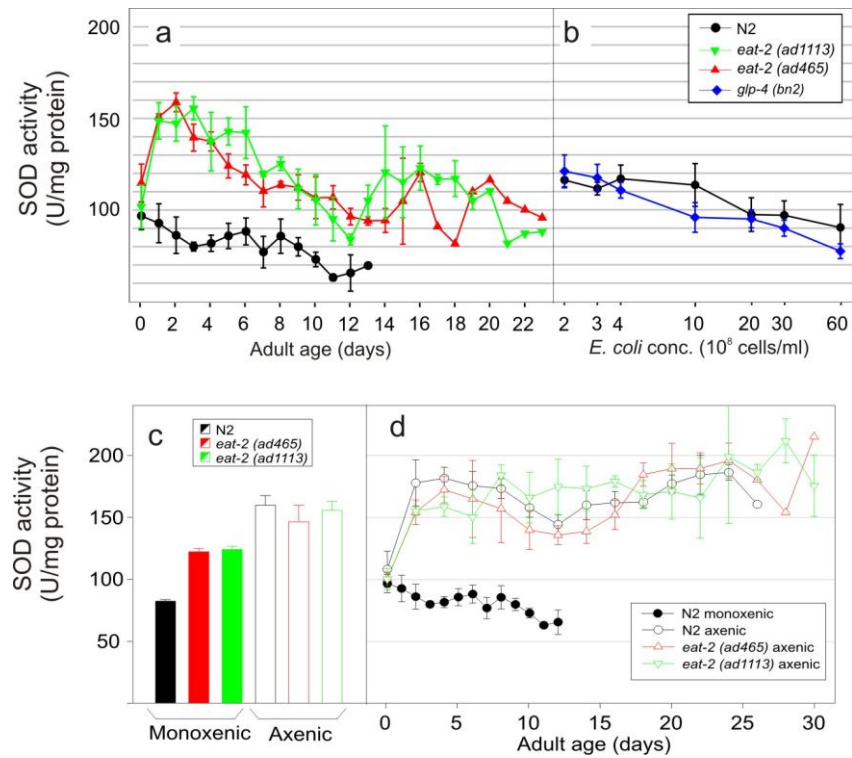 a
200
150
100
SOD activity
(U/mg protein)
0 2 4 6 8 10 12 14 16 18 20 22
Adult age (days)
b
N2
eat-2 (ad1113)
eat-2 (ad465)
glp-4 (bn2)
2 3 4 10 20 30 60
E. coli conc. (10⁸ cells/ml)
c
N2
eat-2 (ad465)
eat-2 (ad1113)
200
150
100
50
SOD activity
(U/mg protein)
Monoxenic Axenic
d
N2 monoxenic
N2 axenic
eat-2 (ad465) axenic
eat-2 (ad1113) axenic
0 5 10 15 20 25 30
Adult age (days)